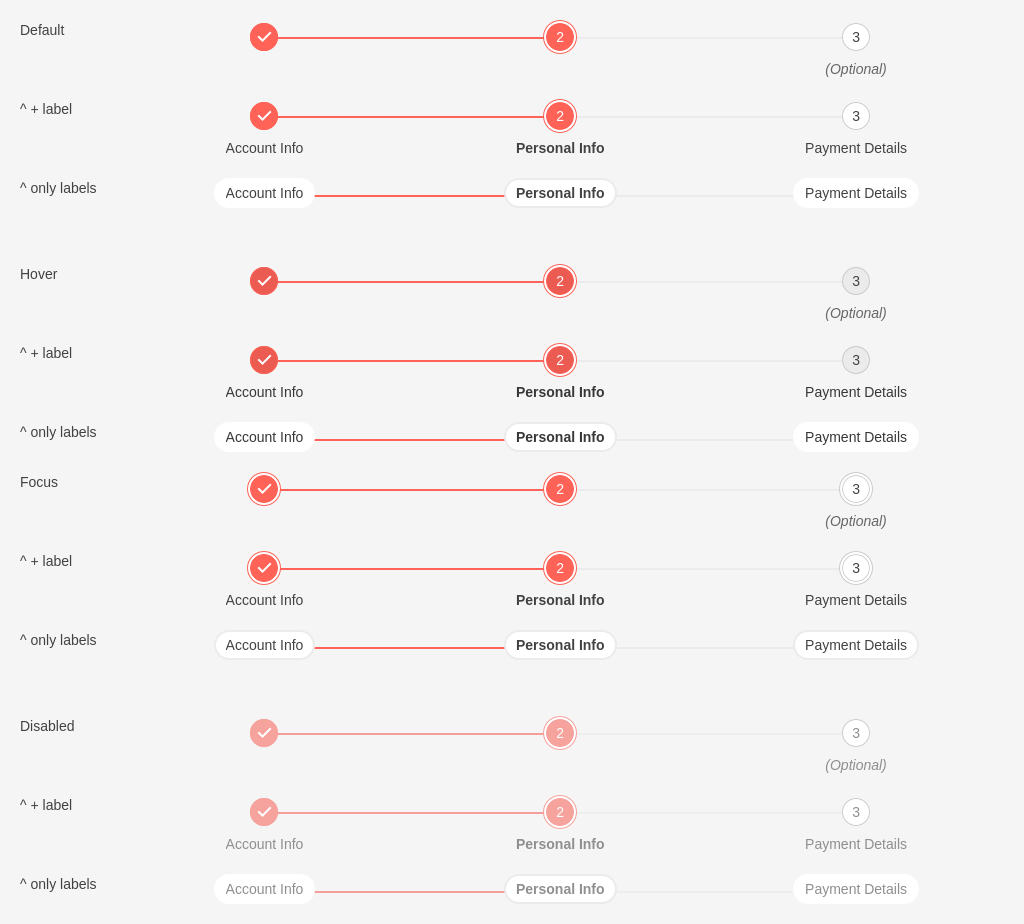 Default
2
3
(Optional)
^ + label
2
3
Account Info
Personal Info
Payment Details
^ only labels
Account Info
Personal Info
Payment Details
Hover
2
3
(Optional)
^ + label
2
3
Account Info
Personal Info
Payment Details
^ only labels
Account Info
Personal Info
Payment Details
Focus
2
3
(Optional)
^ + label
2
3
Account Info
Personal Info
Payment Details
^ only labels
Account Info
Personal Info
Payment Details
Disabled
2
3
(Optional)
^ + label
2
3
Account Info
Personal Info
Payment Details
^ only labels
Account Info
Personal Info
Payment Details